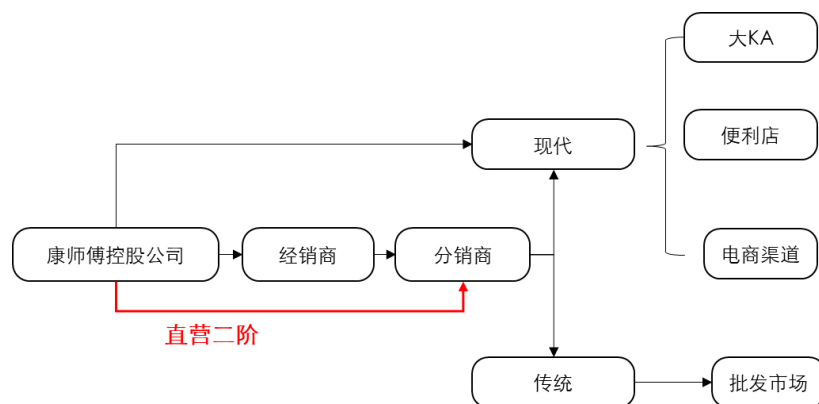 大KA
便利店
现代
康师傅控股公司
经销商
分销商
电商渠道
直营二阶
传统
批发市场